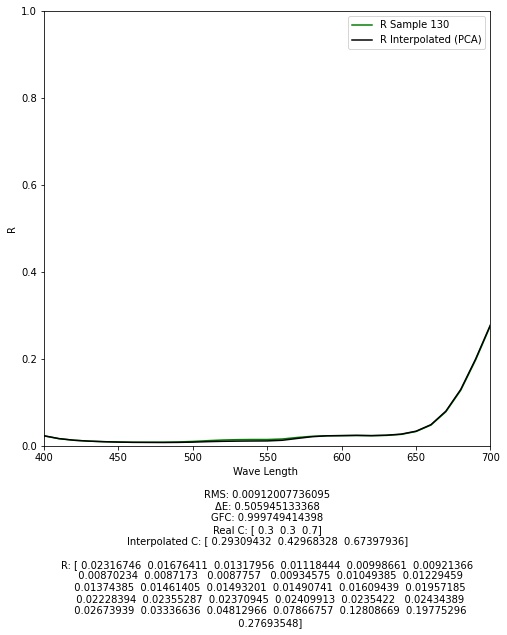 1.0
0.8
0.6
0.4
0.2
0.0
R
R Sample 130
R Interpolated (PCA)
400 450 500 550 600 650 700
Wave Length
RMS: 0.00912007736095
ΔE: 0.505945133368
GFC: 0.999749414398
Real C: [ 0.3 0.3 0.7]
Interpolated C: [ 0.29309432 0.42968328 0.67397936]
R: [ 0.02316746 0.01676411 0.01317956 0.01118444 0.00998661 0.00921366
0.00870234 0.0087173 0.0087757 0.00934575 0.01049385 0.01229459
0.01374385 0.01461405 0.01493201 0.01490741 0.01609439 0.01957185
0.02228394 0.02355287 0.02370945 0.02409913 0.0235422 0.02434389
0.02673939 0.03336636 0.04812966 0.07866757 0.12808669 0.19775296
0.27693548]